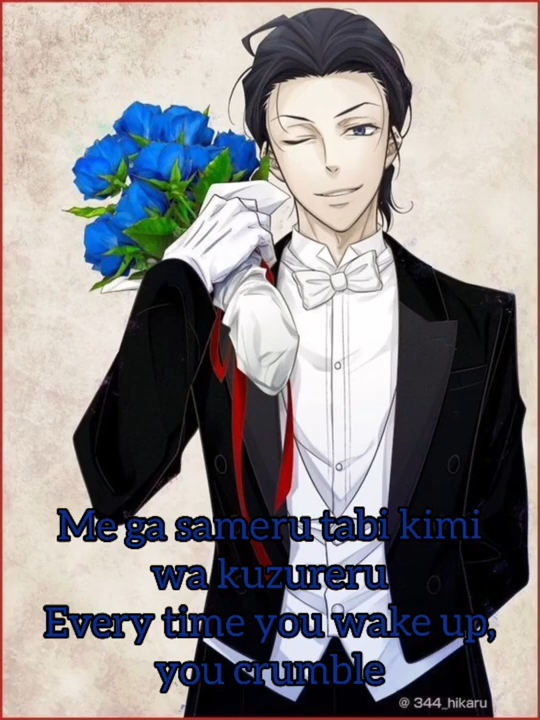 Me ga sameru tabi kimi
wa kuzureru
Every time you wake up,
you crumble
@ 344_hikaru